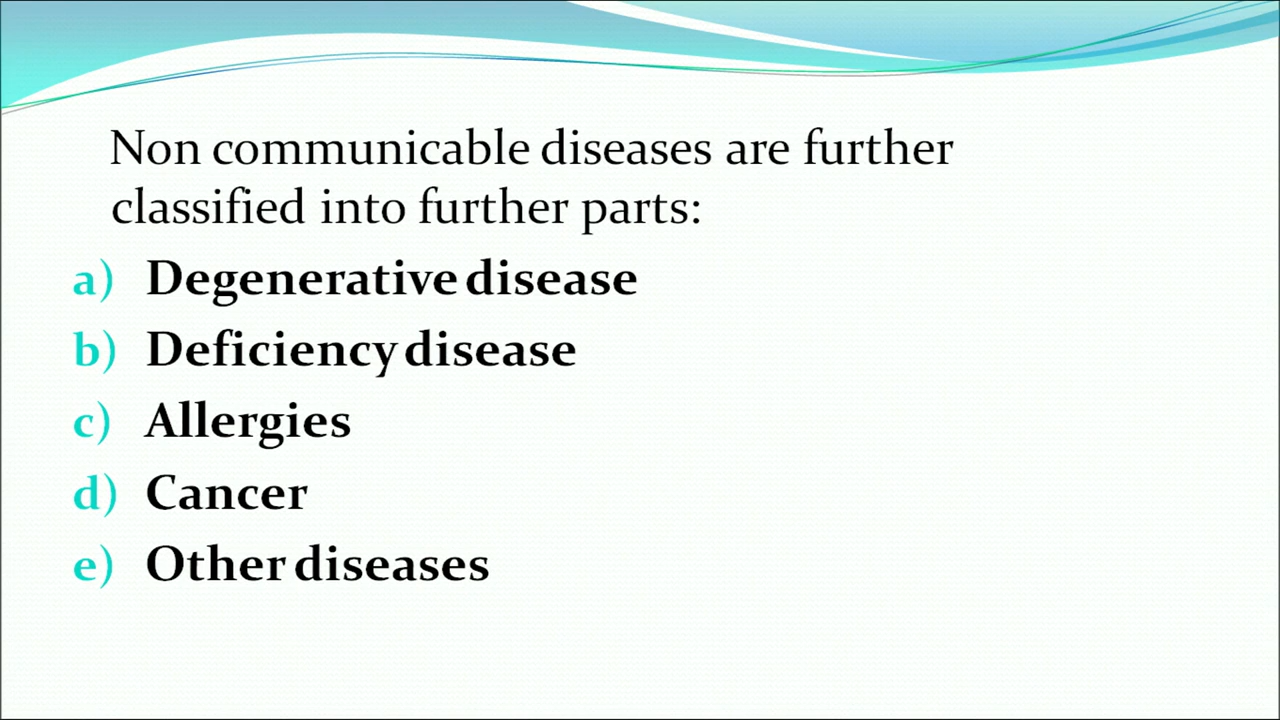 Non communicable diseases are further
classified into further parts:
a) Degenerative disease
b) Deficiency disease
c) Allergies
d) Cancer
e) Other diseases